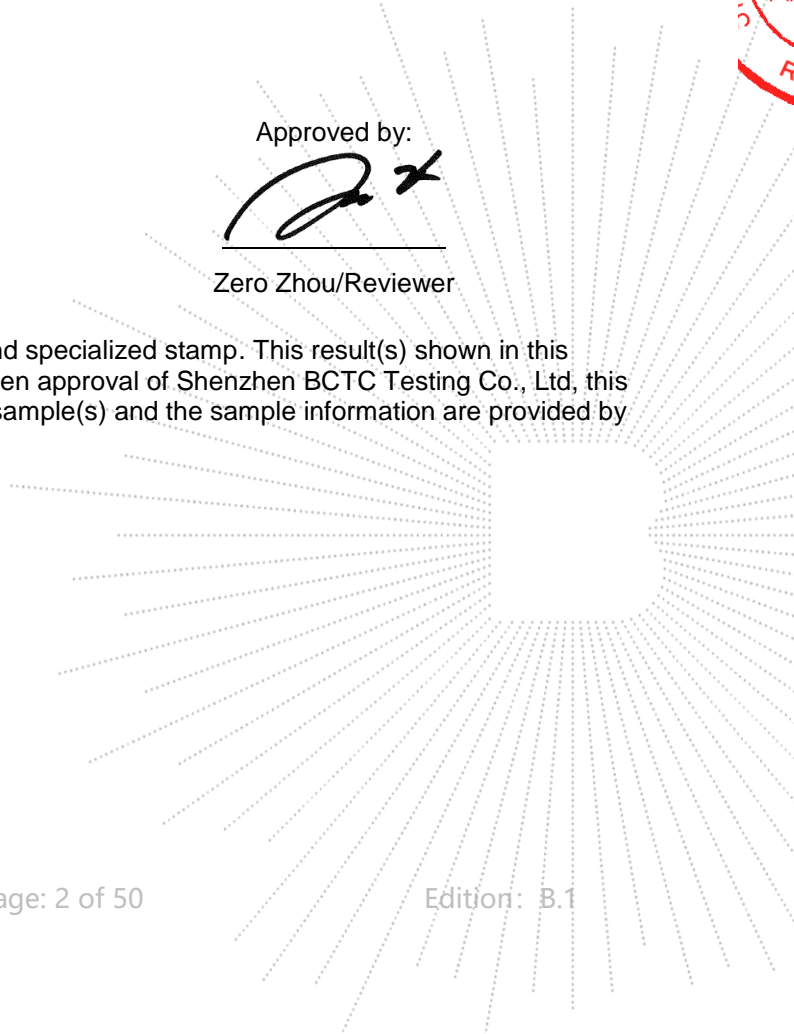 Approved by:
Zero Zhou/Reviewer
nd specialized stamp. This result(s) shown in this
en approval of Shenzhen BCTC Testing Co., Ltd, this
sample(s) and the sample information are provided by
age: 2 of 50 Edition: B.1